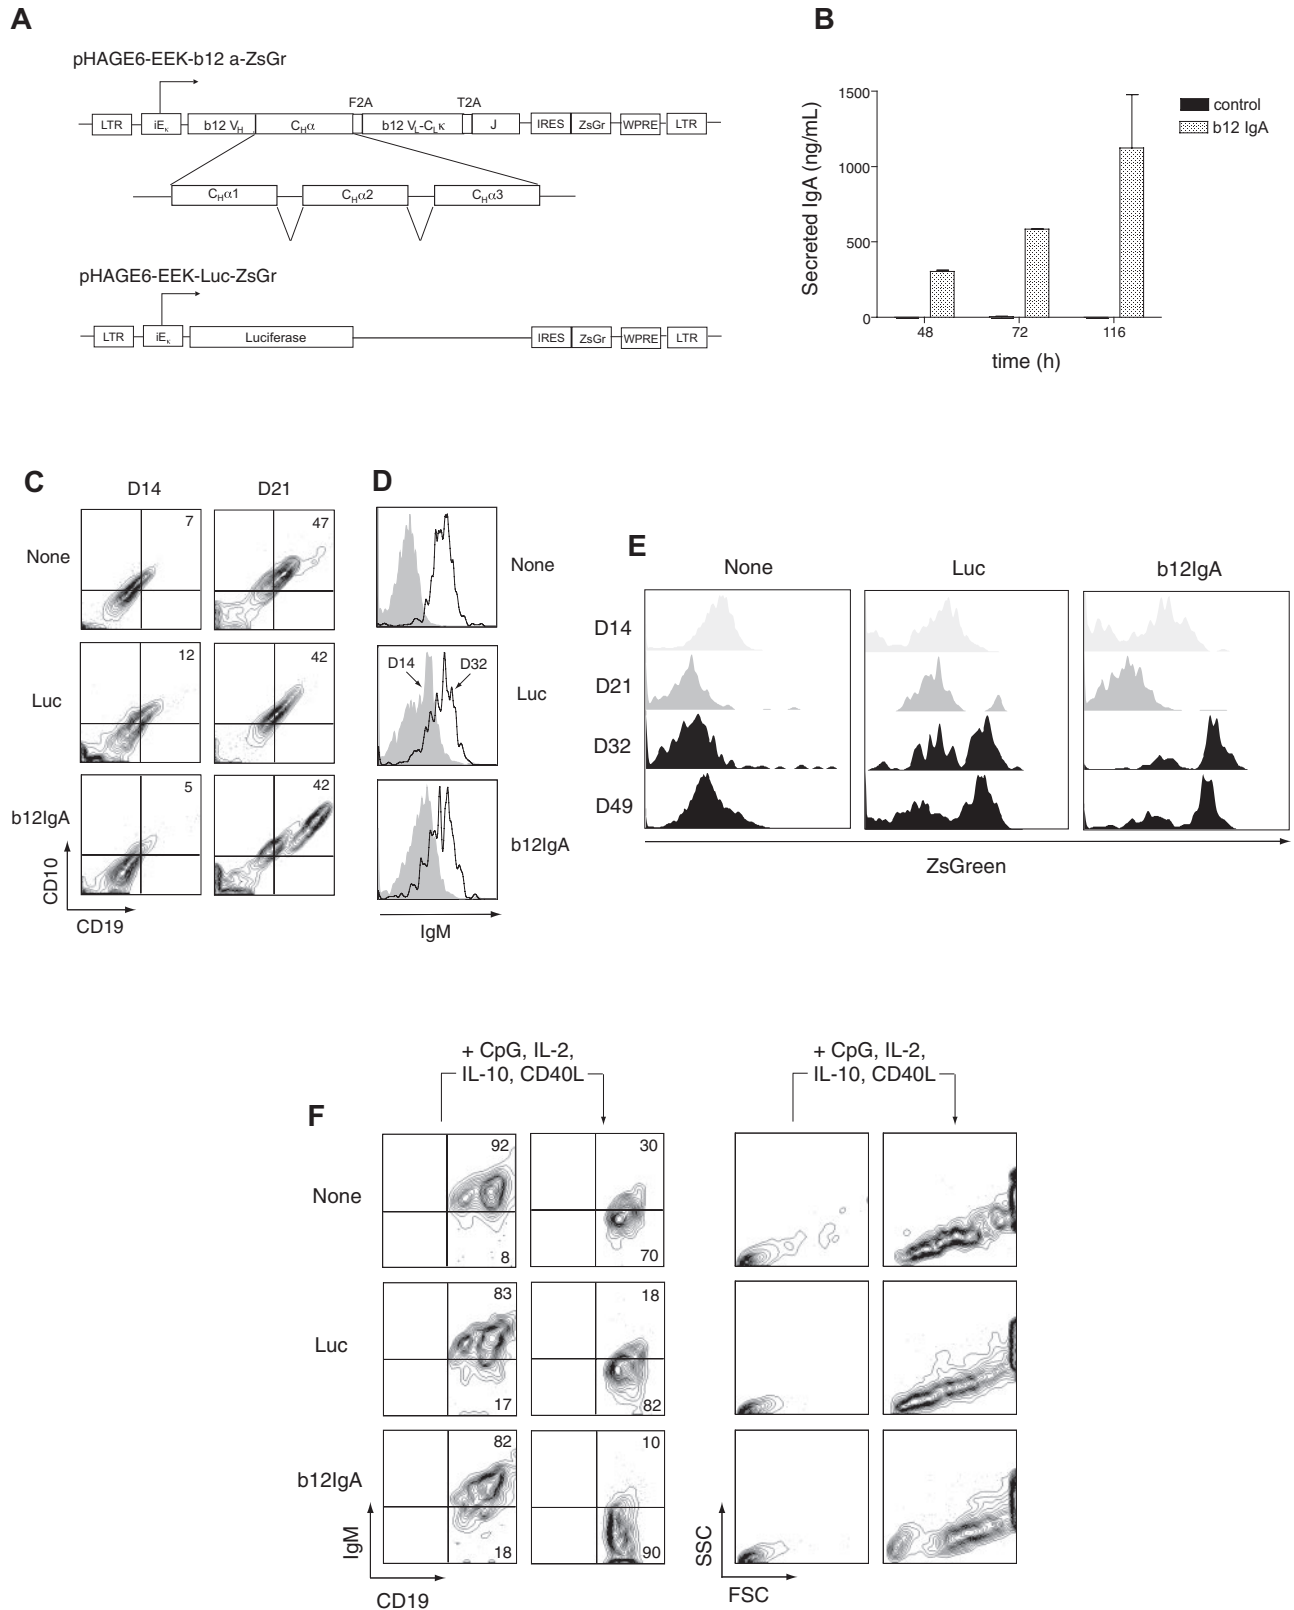 A
pHAGE6-EEK-b12 a-ZsGr
F2A T2A
LTR iEκ b12 VH CHα b12 VL-CLκ J IRES ZsGr WPRE LTR
CHα1 CHα2 CHα3
pHAGE6-EEK-Luc-ZsGr
LTR iEκ Luciferase IRES ZsGr WPRE LTR
B
Secreted IgA (ng/mL)
1500
1000
500
0
48 72 116
time (h)
control
b12 IgA
C
D14 D21
None 7 47
Luc 12 42
b12IgA 5 42
CD10
CD19
D
None
D14 D32
Luc
b12IgA
IgM
E
None Luc b12IgA
D14
D21
D32
D49
ZsGreen
F
+ CpG, IL-2,
IL-10, CD40L
+ CpG, IL-2,
IL-10, CD40L
None
92 30
8 70
Luc
83 18
17 82
b12IgA
82 10
18 90
IgM
CD19
SSC
FSC